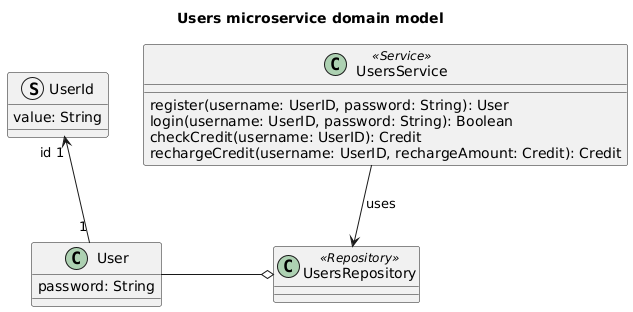 Users microservice domain model
«Service»
C UsersService
register(username: UserID, password: String): User
login(username: UserID, password: String): Boolean
checkCredit(username: UserID): Credit
rechargeCredit(username: UserID, rechargeAmount: Credit): Credit
S UserId
value: String
id 1
uses
1
C User
password: String
«Repository»
C UsersRepository